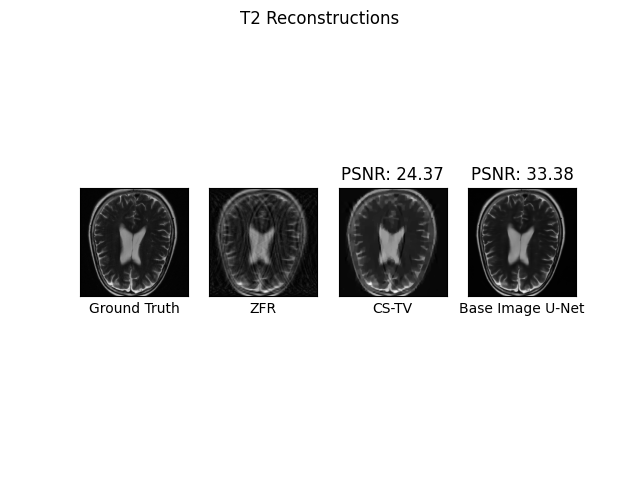 T2 Reconstructions
PSNR: 24.37
PSNR: 33.38
Ground Truth
ZFR
CS-TV
Base Image U-Net